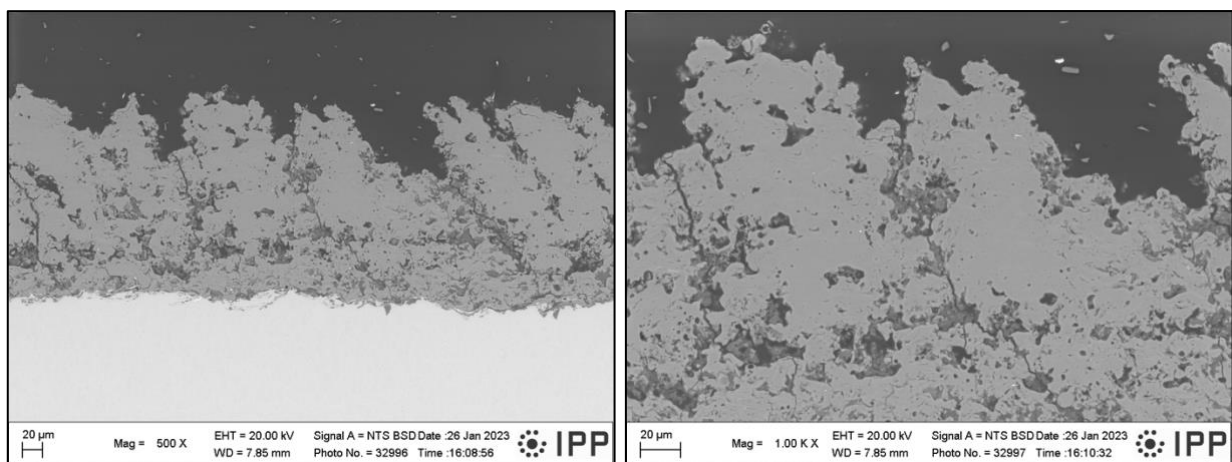 20 µm Mag = 500 X EHT = 20.00 kV Signal A = NTS BSD Date :26 Jan 2023 IPP
WD = 7.85 mm Photo No. = 32996 Time :16:08:56
20 µm Mag = 1.00 K X EHT = 20.00 kV Signal A = NTS BSD Date :26 Jan 2023 IPP
WD = 7.85 mm Photo No. = 32997 Time :16:10:32